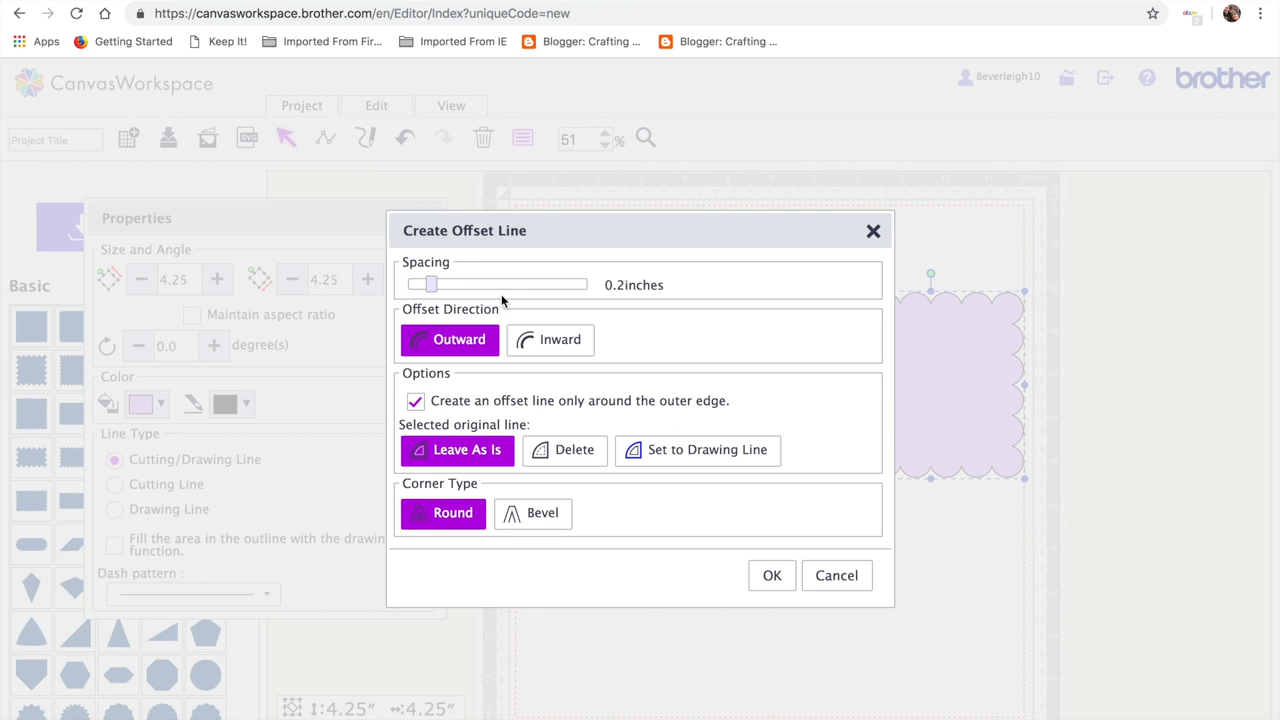 https://canvasworkspace.brother.com/en/Editor/Index?uniqueCode=new
Apps Getting Started Keep It! Imported From Fir... Imported From IE Blogger: Crafting ... Blogger: Crafting ...
CanvasWorkspace
Beverleigh10
brother
Project Edit View
Project Title
SVG
51 %
Properties
Create Offset Line
Size and Angle
Spacing
0.2inches
4.25 4.25
Basic
Offset Direction
Maintain aspect ratio
Outward Inward
0.0 degree(s)
Options
Color
Create an offset line only around the outer edge.
Selected original line:
Line Type
Leave As Is Delete Set to Drawing Line
Cutting/Drawing Line
Cutting Line
Corner Type
Drawing Line
Round Bevel
Fill the area in the outline with the drawin
function.
Dash pattern :
OK Cancel
4.25" 4.25"